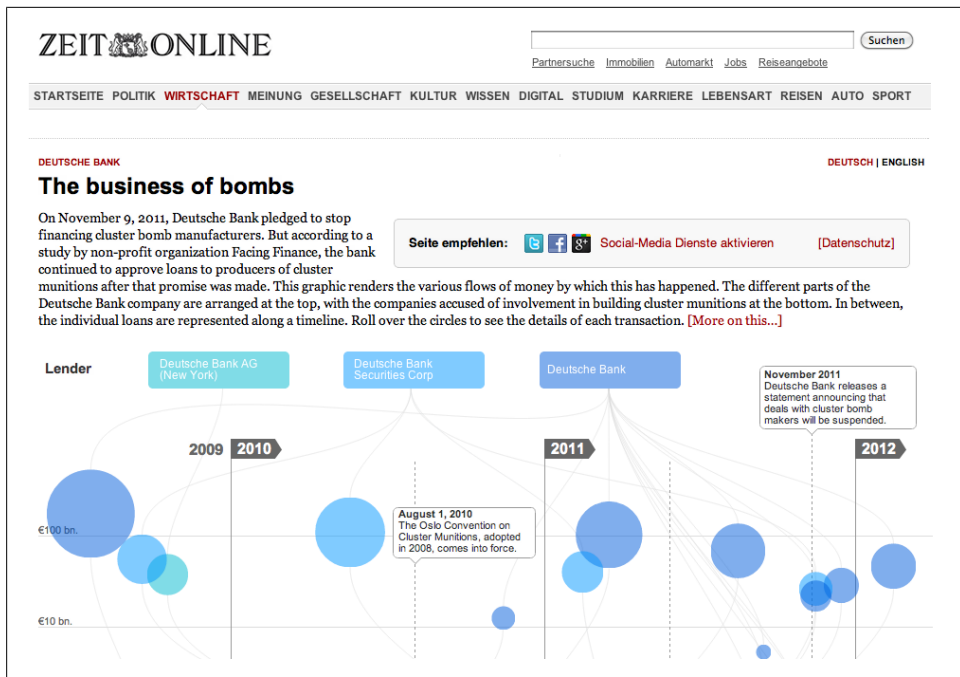 ZEIT ONLINE
Suchen
Partnersuche Immobilien Automarkt Jobs Reiseangebote
STARTSEITE POLITIK WIRTSCHAFT MEINUNG GESELLSCHAFT KULTUR WISSEN DIGITAL STUDIUM KARRIERE LEBENSART REISEN AUTO SPORT
DEUTSCHE BANK
DEUTSCH | ENGLISH
The business of bombs
On November 9, 2011, Deutsche Bank pledged to stop
financing cluster bomb manufacturers. But according to a
study by non-profit organization Facing Finance, the bank
continued to approve loans to producers of cluster
munitions after that promise was made. This graphic renders the various flows of money by which this has happened. The different parts of the
Deutsche Bank company are arranged at the top, with the companies accused of involvement in building cluster munitions at the bottom. In between,
the individual loans are represented along a timeline. Roll over the circles to see the details of each transaction. [More on this...]
Seite empfehlen: Social-Media Dienste aktivieren [Datenschutz]
Lender
Deutsche Bank AG
(New York)
Deutsche Bank
Securities Corp
Deutsche Bank
November 2011
Deutsche Bank releases a
statement announcing that
deals with cluster bomb
makers will be suspended.
2009 2010
2011
2012
August 1, 2010
The Oslo Convention on
Cluster Munitions, adopted
in 2008, comes into force.
€100 bn.
€10 bn.